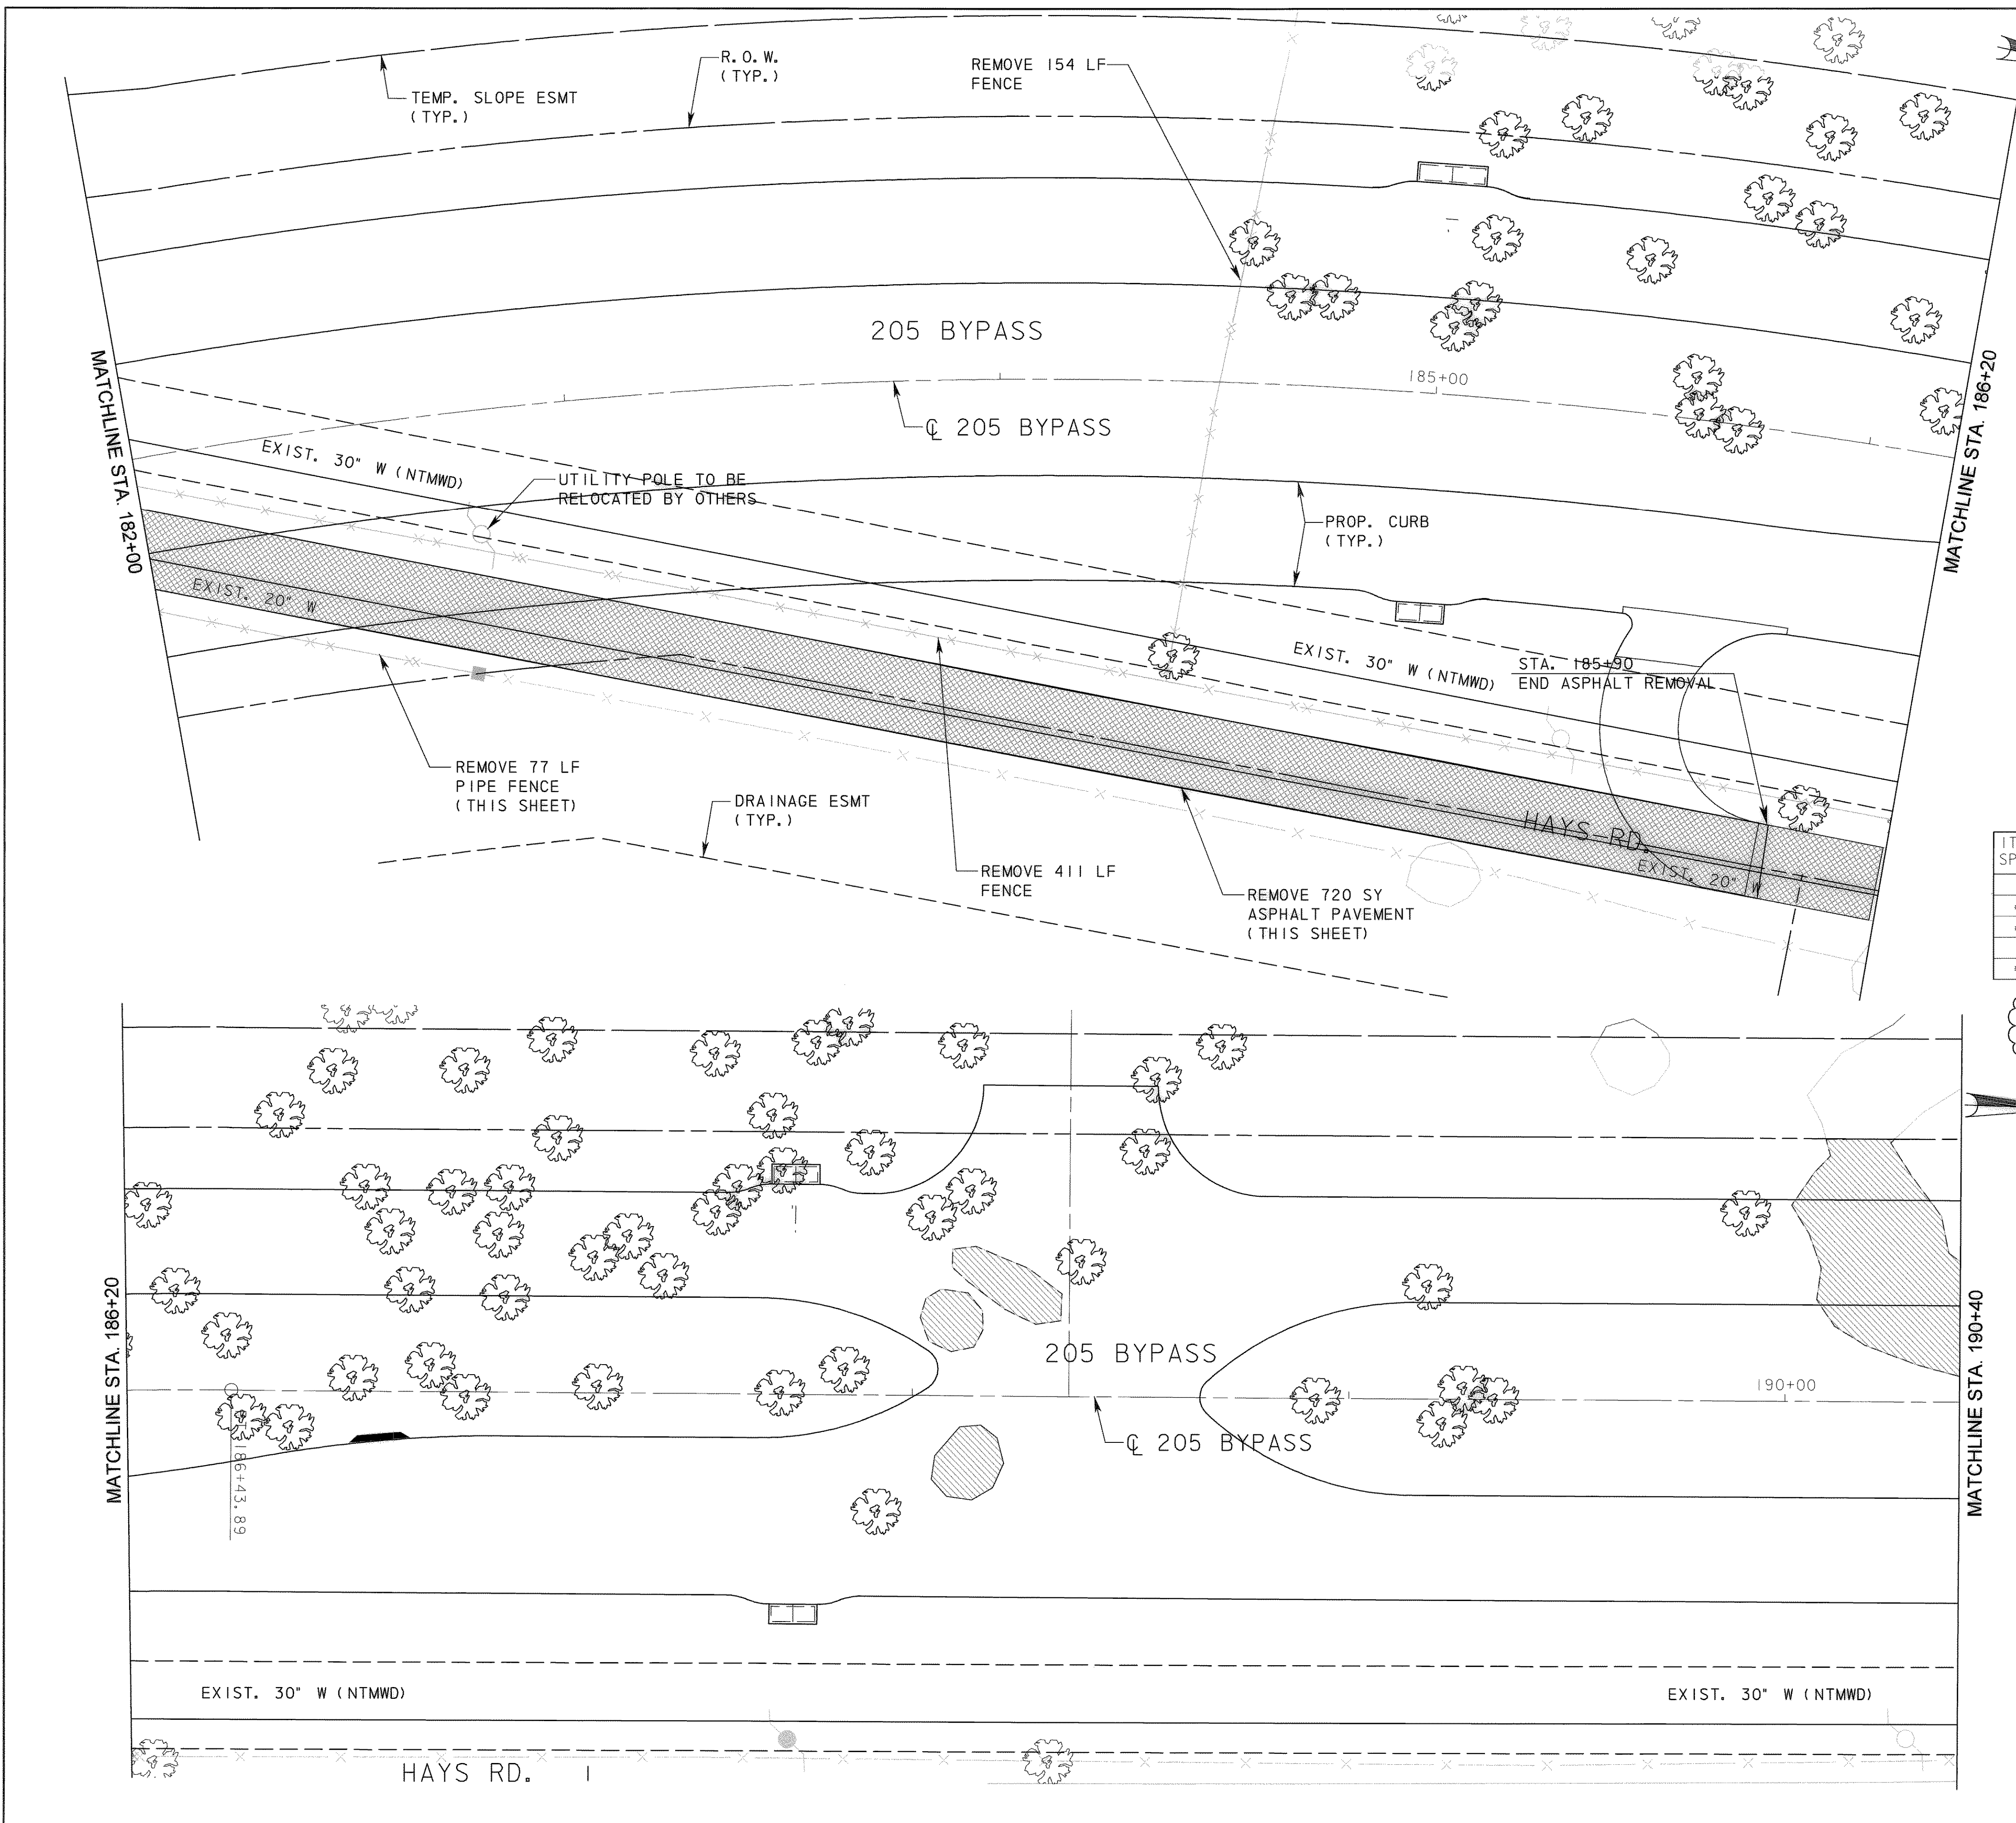 R.O.W.
(TYP.)
REMOVE 154 LF
FENCE
TEMP. SLOPE ESMT
(TYP.)
205 BYPASS
185+00
℄ 205 BYPASS
MATCHLINE STA. 182+00
MATCHLINE STA. 186+20
EXIST. 30" W (NTMWD)
UTILITY POLE TO BE
RELOCATED BY OTHERS
PROP. CURB
(TYP.)
EXIST. 20" W
EXIST. 30" W (NTMWD)
STA. 185+90
END ASPHALT REMOVAL
REMOVE 77 LF
PIPE FENCE
(THIS SHEET)
DRAINAGE ESMT
(TYP.)
HAYS RD.
EXIST. 20" W
REMOVE 411 LF
FENCE
REMOVE 720 SY
ASPHALT PAVEMENT
(THIS SHEET)
MATCHLINE STA. 186+20
205 BYPASS
190+00
℄ 205 BYPASS
186+43.89
MATCHLINE STA. 190+40
EXIST. 30" W (NTMWD)
EXIST. 30" W (NTMWD)
HAYS RD.